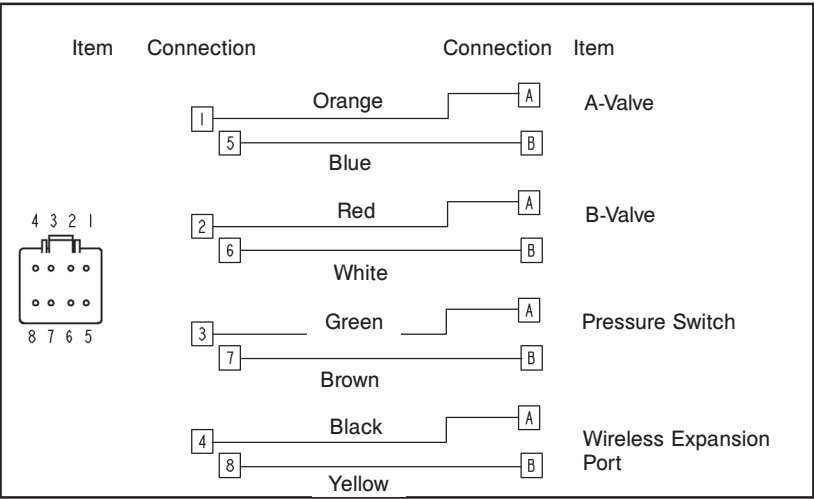 Item Connection Connection Item
Orange A A-Valve
1
5 B
Blue
Red A B-Valve
4 3 2 1 2
6 B
White
Green A Pressure Switch
8 7 6 5 3
7 B
Brown
Black A
4 Wireless Expansion
8 B Port
Yellow